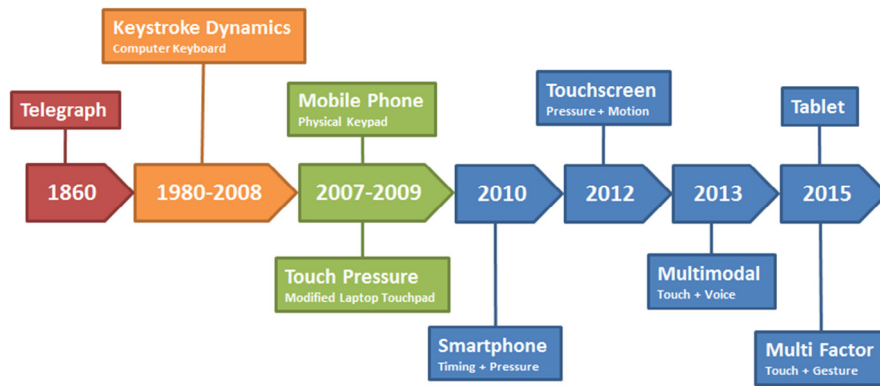 Keystroke Dynamics
Computer Keyboard
Telegraph
Mobile Phone
Physical Keypad
Touchscreen
Pressure + Motion
Tablet
1860
1980-2008
2007-2009
2010
2012
2013
2015
Touch Pressure
Modified Laptop Touchpad
Multimodal
Touch + Voice
Smartphone
Timing + Pressure
Multi Factor
Touch + Gesture